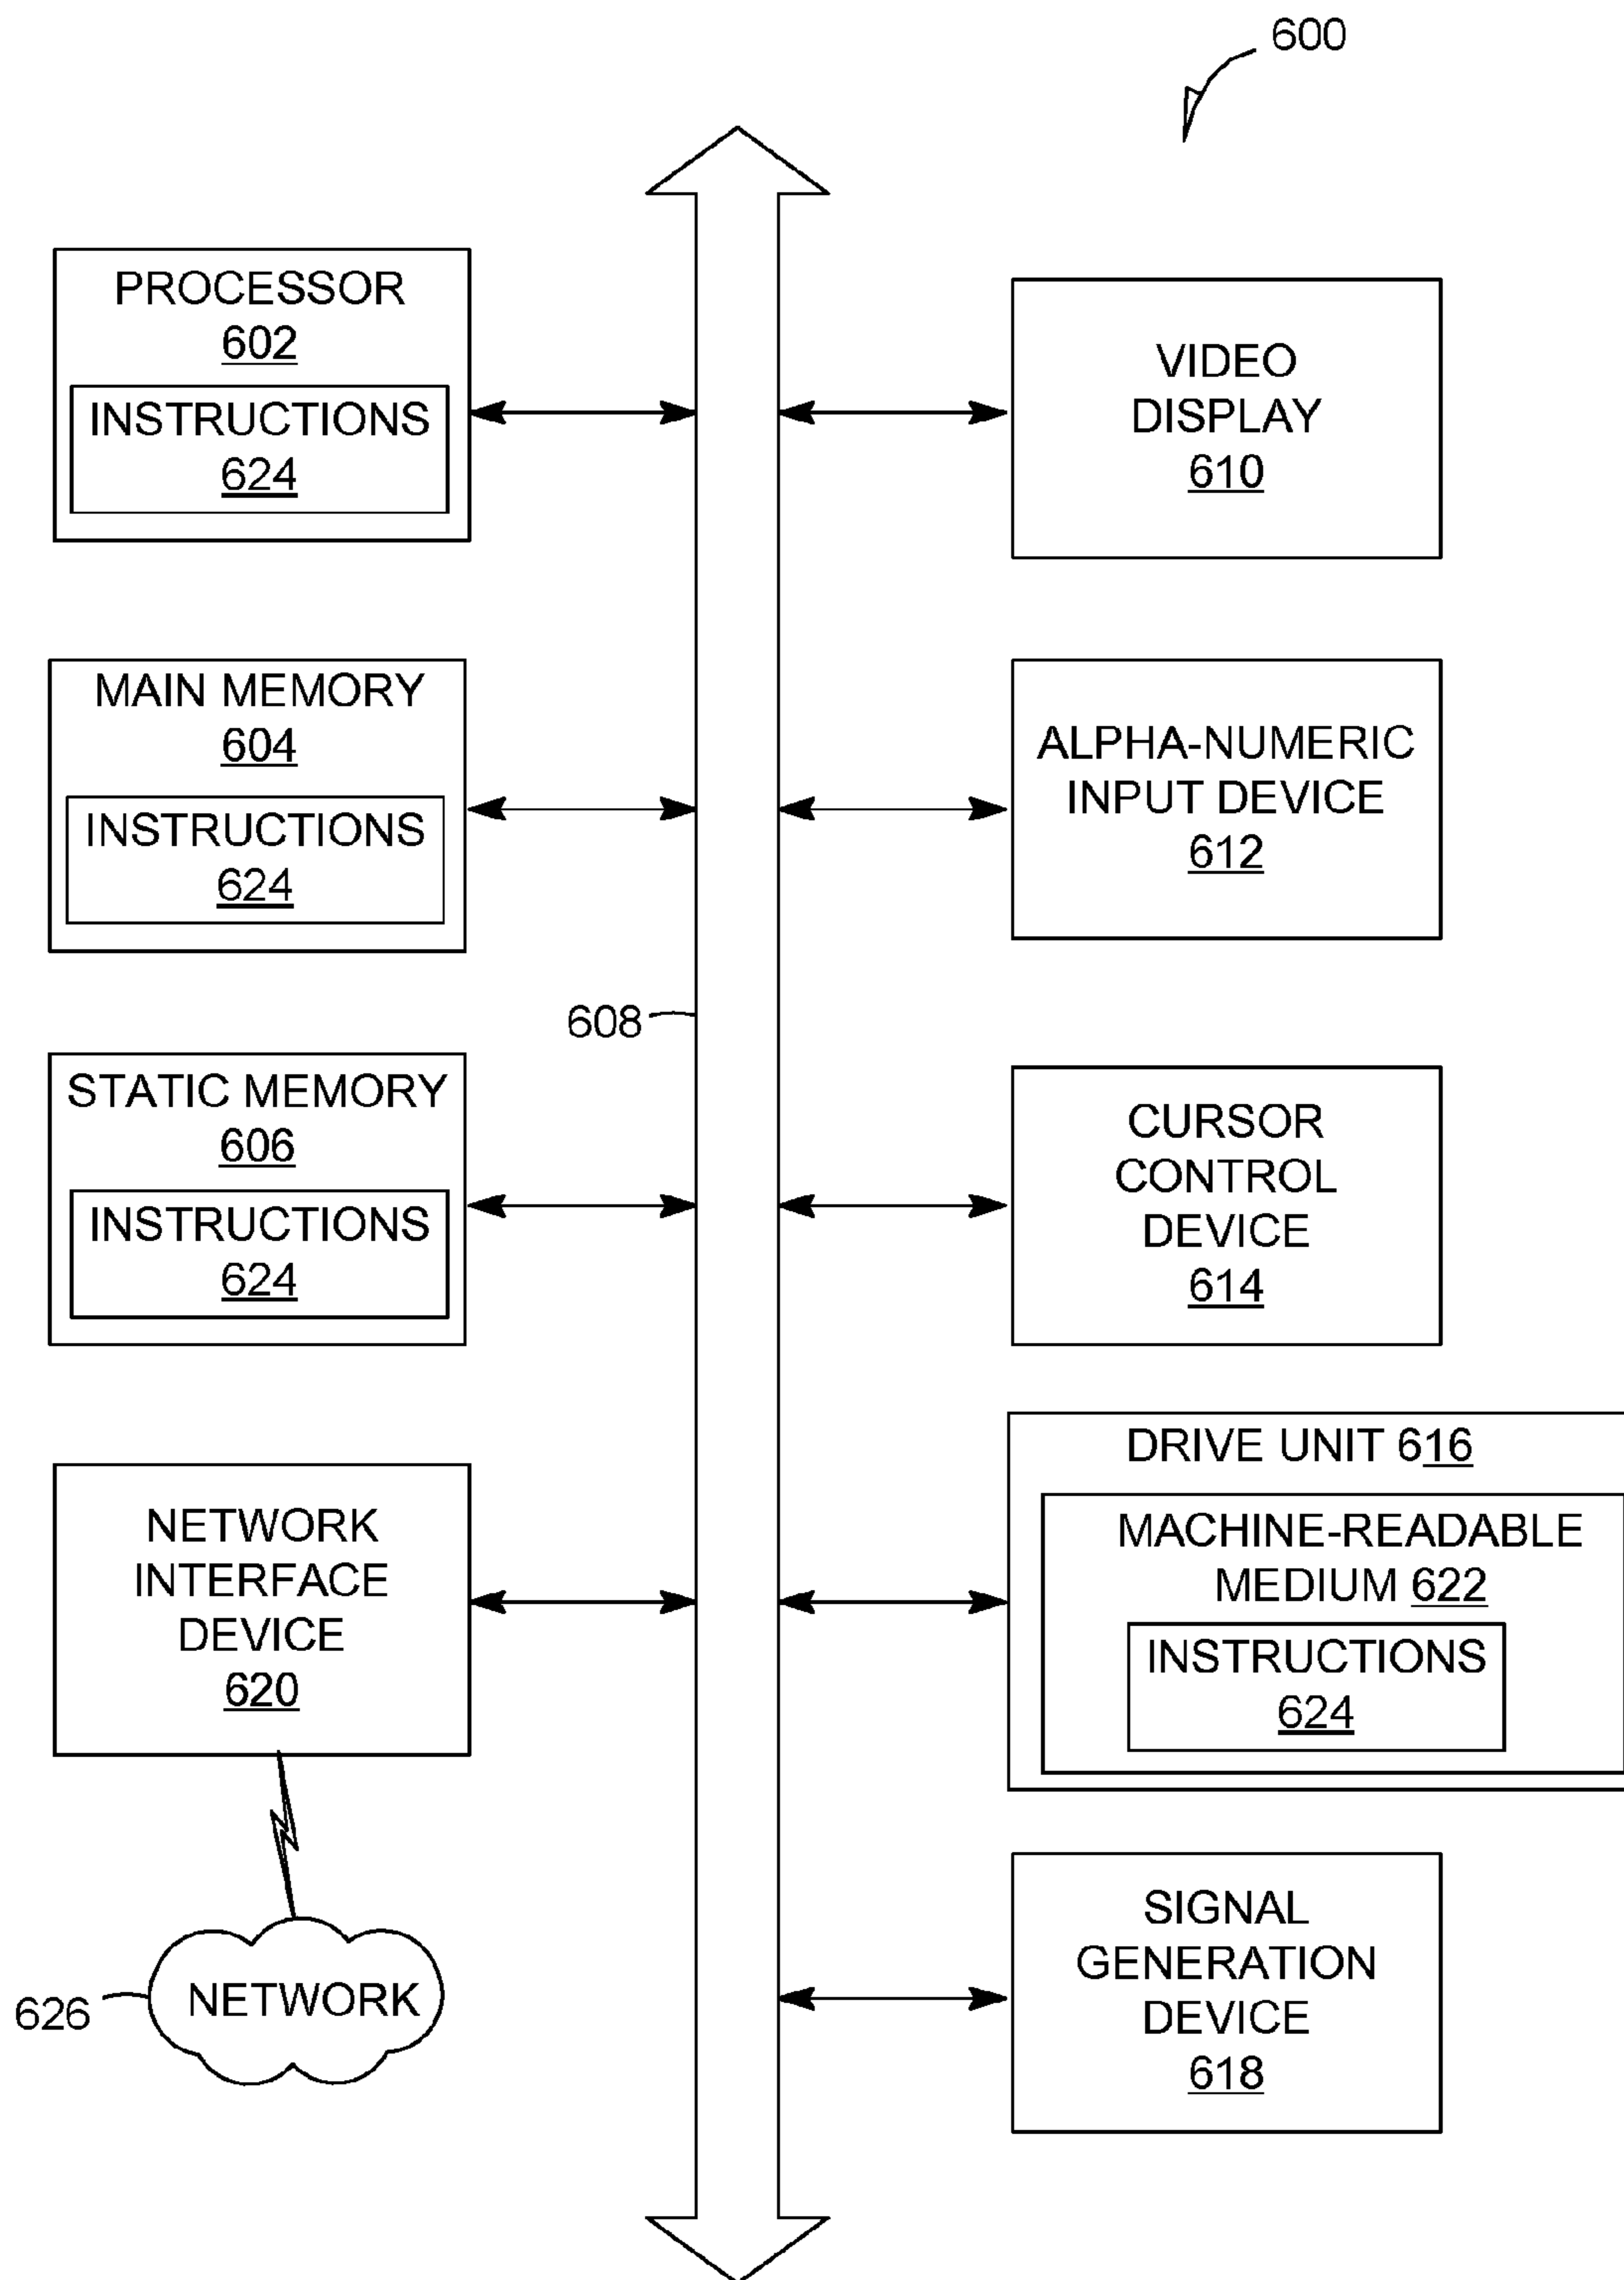 600
PROCESSOR
602
INSTRUCTIONS
624
MAIN MEMORY
604
INSTRUCTIONS
624
608
STATIC MEMORY
606
INSTRUCTIONS
624
NETWORK
INTERFACE
DEVICE
620
626
NETWORK
VIDEO
DISPLAY
610
ALPHA-NUMERIC
INPUT DEVICE
612
CURSOR
CONTROL
DEVICE
614
DRIVE UNIT 616
MACHINE-READABLE
MEDIUM 622
INSTRUCTIONS
624
SIGNAL
GENERATION
DEVICE
618